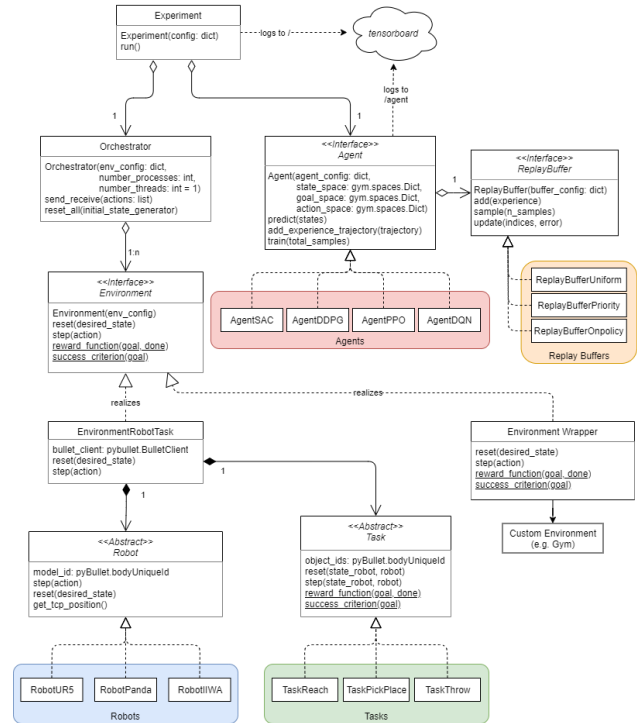 Experiment
Experiment(config: dict)
run()
logs to /
tensorboard
logs to
/agent
1
1
Orchestrator
Orchestrator(env_config: dict,
number_processes: int,
number_threads: int = 1)
send_receive(actions: list)
reset_all(initial_state_generator)
<<Interface>>
Agent
Agent(agent_config: dict,
state_space: gym.spaces.Dict,
goal_space: gym.spaces.Dict,
action_space: gym.spaces.Dict)
predict(states)
add_experience_trajectory(trajectory)
train(total_samples)
1
<<Interface>>
ReplayBuffer
ReplayBuffer(buffer_config: dict)
add(experience)
sample(n_samples)
update(indices, error)
1:n
<<Interface>>
Environment
Environment(env_config)
reset(desired_state)
step(action)
reward_function(goal, done)
success_criterion(goal)
AgentSAC
AgentDDPG
AgentPPO
AgentDQN
Agents
ReplayBufferUniform
ReplayBufferPriority
ReplayBufferOnpolicy
Replay Buffers
realizes
realizes
EnvironmentRobotTask
bullet_client: pybullet.BulletClient
reset(desired_state)
step(action)
1
1
Environment Wrapper
reset(desired_state)
step(action)
reward_function(goal, done)
success_criterion(goal)
Custom Environment
(e.g. Gym)
<<Abstract>>
Robot
model_id: pyBullet.bodyUniqueId
step(action)
reset(desired_state)
get_tcp_position()
<<Abstract>>
Task
object_ids: pyBullet.bodyUniqueId
reset(state_robot, robot)
step(state_robot, robot)
reward_function(goal, done)
success_criterion(goal)
RobotUR5
RobotPanda
RobotIIWA
Robots
TaskReach
TaskPickPlace
TaskThrow
Tasks